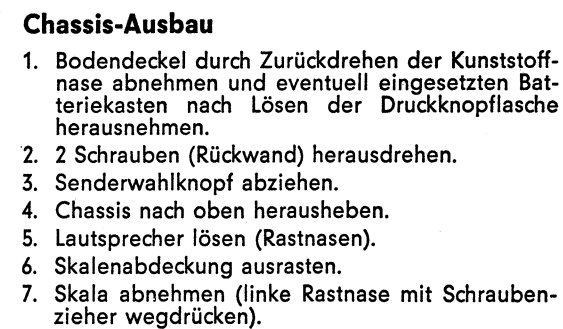 Chassis-Ausbau
1. Bodendeckel durch Zurückdrehen der Kunststoff-
nase abnehmen und eventuell eingesetzten Bat-
teriekasten nach Lösen der Druckknopflasche
herausnehmen.
2. 2 Schrauben (Rückwand) herausdrehen.
3. Senderwahlknopf abziehen.
4. Chassis nach oben herausheben.
5. Lautsprecher lösen (Rastnasen).
6. Skalenabdeckung ausrasten.
7. Skala abnehmen (linke Rastnase mit Schrauben-
zieher wegdrücken).